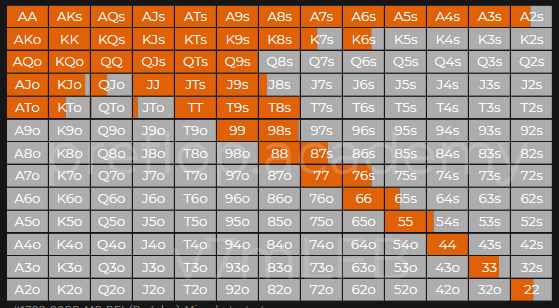 AA AKs AQs AJs ATs A9s A8s A7s A6s A5s A4s A3s A2s
AKo KK KQs KJs KTs K9s K8s K7s K6s K5s K4s K3s K2s
AQo KQo QQ QJs QTs Q9s Q8s Q7s Q6s Q5s Q4s Q3s Q2s
AJo KJo QJo JJ JTs J9s J8s J7s J6s J5s J4s J3s J2s
ATo KTo QTo JTo TT T9s T8s T7s T6s T5s T4s T3s T2s
A9o K9o Q9o J9o T9o 99 98s 97s 96s 95s 94s 93s 92s
A8o K8o Q8o J8o T8o 98o 88 87s 86s 85s 84s 83s 82s
A7o K7o Q7o J7o T7o 97o 87o 77 76s 75s 74s 73s 72s
A6o K6o Q6o J6o T6o 96o 86o 76o 66 65s 64s 63s 62s
A5o K5o Q5o J5o T5o 95o 85o 75o 65o 55 54s 53s 52s
A4o K4o Q4o J4o T4o 94o 84o 74o 64o 54o 44 43s 42s
A3o K3o Q3o J3o T3o 93o 83o 73o 63o 53o 43o 33 32s
A2o K2o Q2o J2o T2o 92o 82o 72o 62o 52o 42o 32o 22
preflop.academy